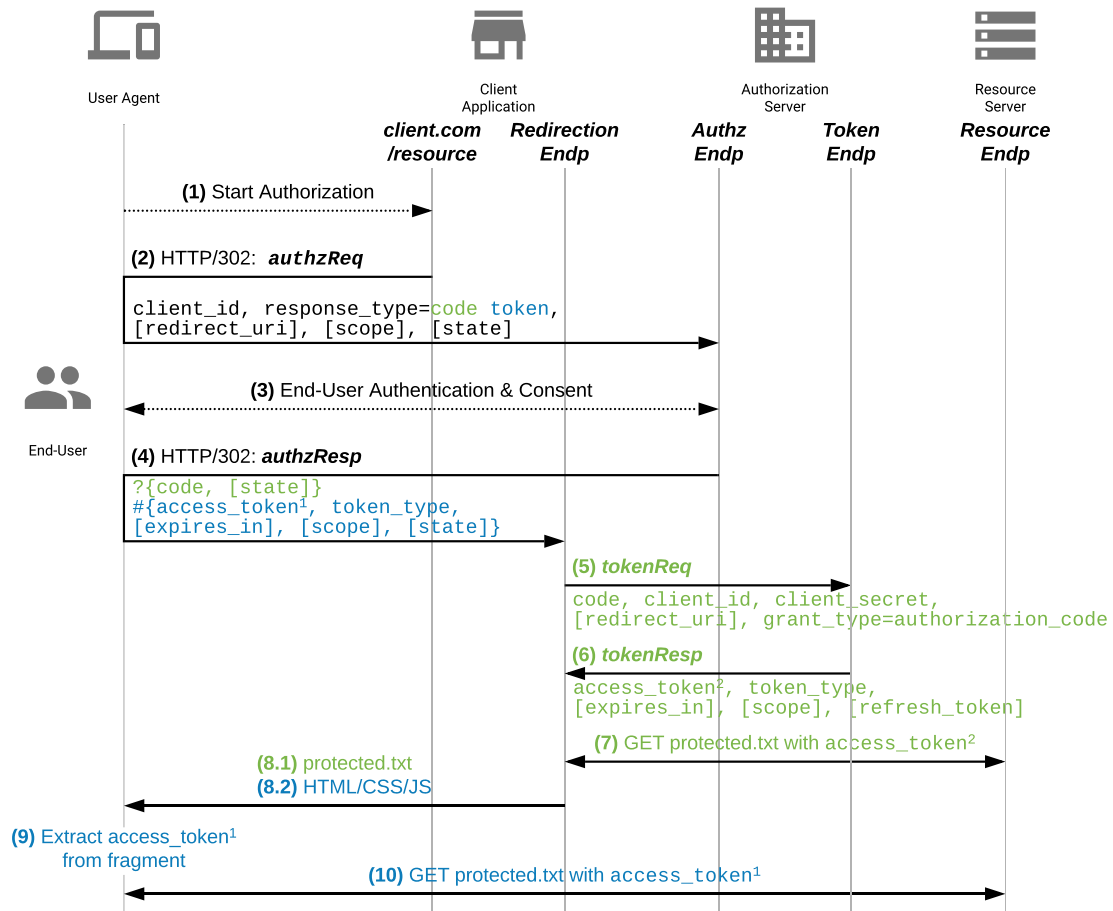 User Agent
Client
Application
Authorization
Server
Resource
Server
client.com
/resource
Redirection
Endp
Authz
Endp
Token
Endp
Resource
Endp
(1) Start Authorization
(2) HTTP/302: authzReq
client_id, response_type=code token,
[redirect_uri], [scope], [state]
(3) End-User Authentication & Consent
End-User
(4) HTTP/302: authzResp
?{code, [state]}
#{access_token¹, token_type,
[expires_in], [scope], [state]}
(5) tokenReq
code, client_id, client_secret,
[redirect_uri], grant_type=authorization_code
(6) tokenResp
access_token², token_type,
[expires_in], [scope], [refresh_token]
(7) GET protected.txt with access_token²
(8.1) protected.txt
(8.2) HTML/CSS/JS
(9) Extract access_token¹
from fragment
(10) GET protected.txt with access_token¹